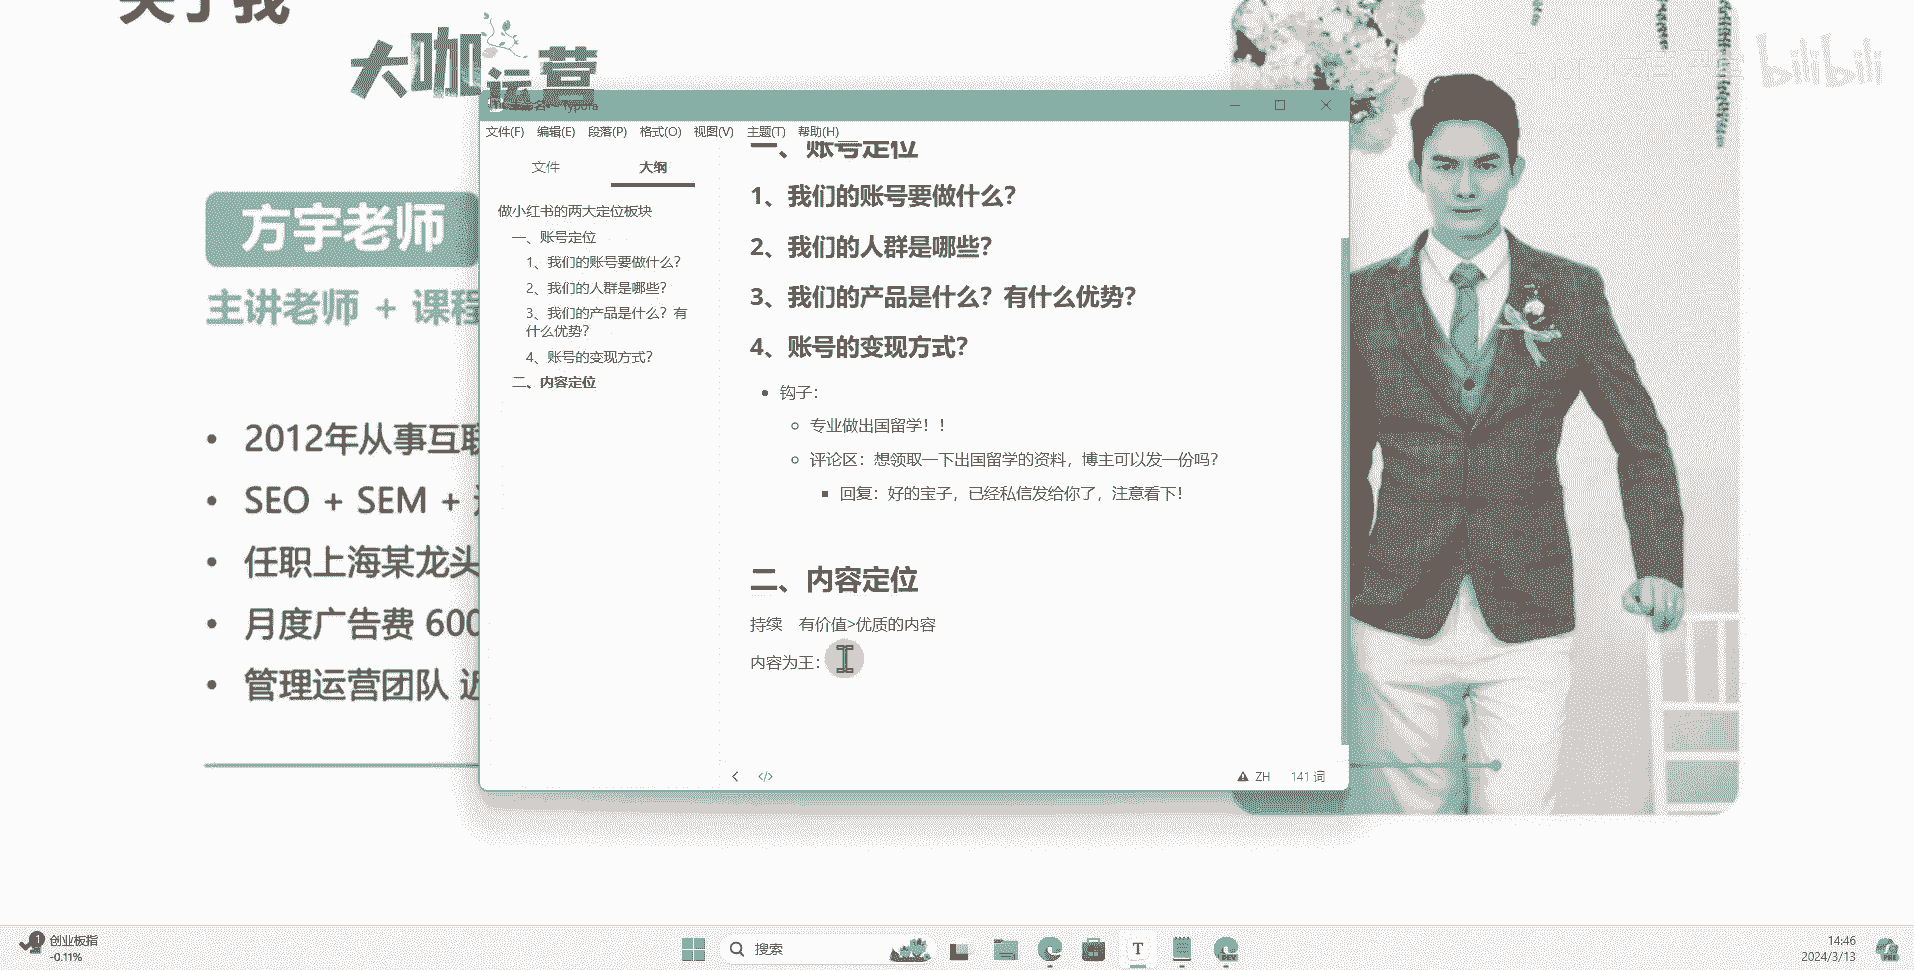 关于我
大咖运营
bilibili
Typora
方宇老师
主讲老师 + 课程
2012年从事互联
SEO + SEM +
任职上海某龙头
月度广告费 600
管理运营团队 近
文件(F) 编辑(E) 段落(P) 格式(O) 视图(V) 主题(T) 帮助(H)
文件 大纲
做小红书的两大定位板块
一、账号定位
1、我们的账号要做什么?
2、我们的人群是哪些?
3、我们的产品是什么? 有
什么优势?
4、账号的变现方式?
二、内容定位
一、账号定位
1、我们的账号要做什么?
2、我们的人群是哪些?
3、我们的产品是什么? 有什么优势?
4、账号的变现方式?
钩子:
专业做出国留学! !
评论区: 想领取一下出国留学的资料, 博主可以发一份吗?
回复: 好的宝子, 已经私信发给你了, 注意看下!
二、内容定位
持续 有价值>优质的内容
内容为王:
ZH 141 词
1 创业板指
-0.11%
搜索
T
DEV
14:46
2024/3/13
PRE